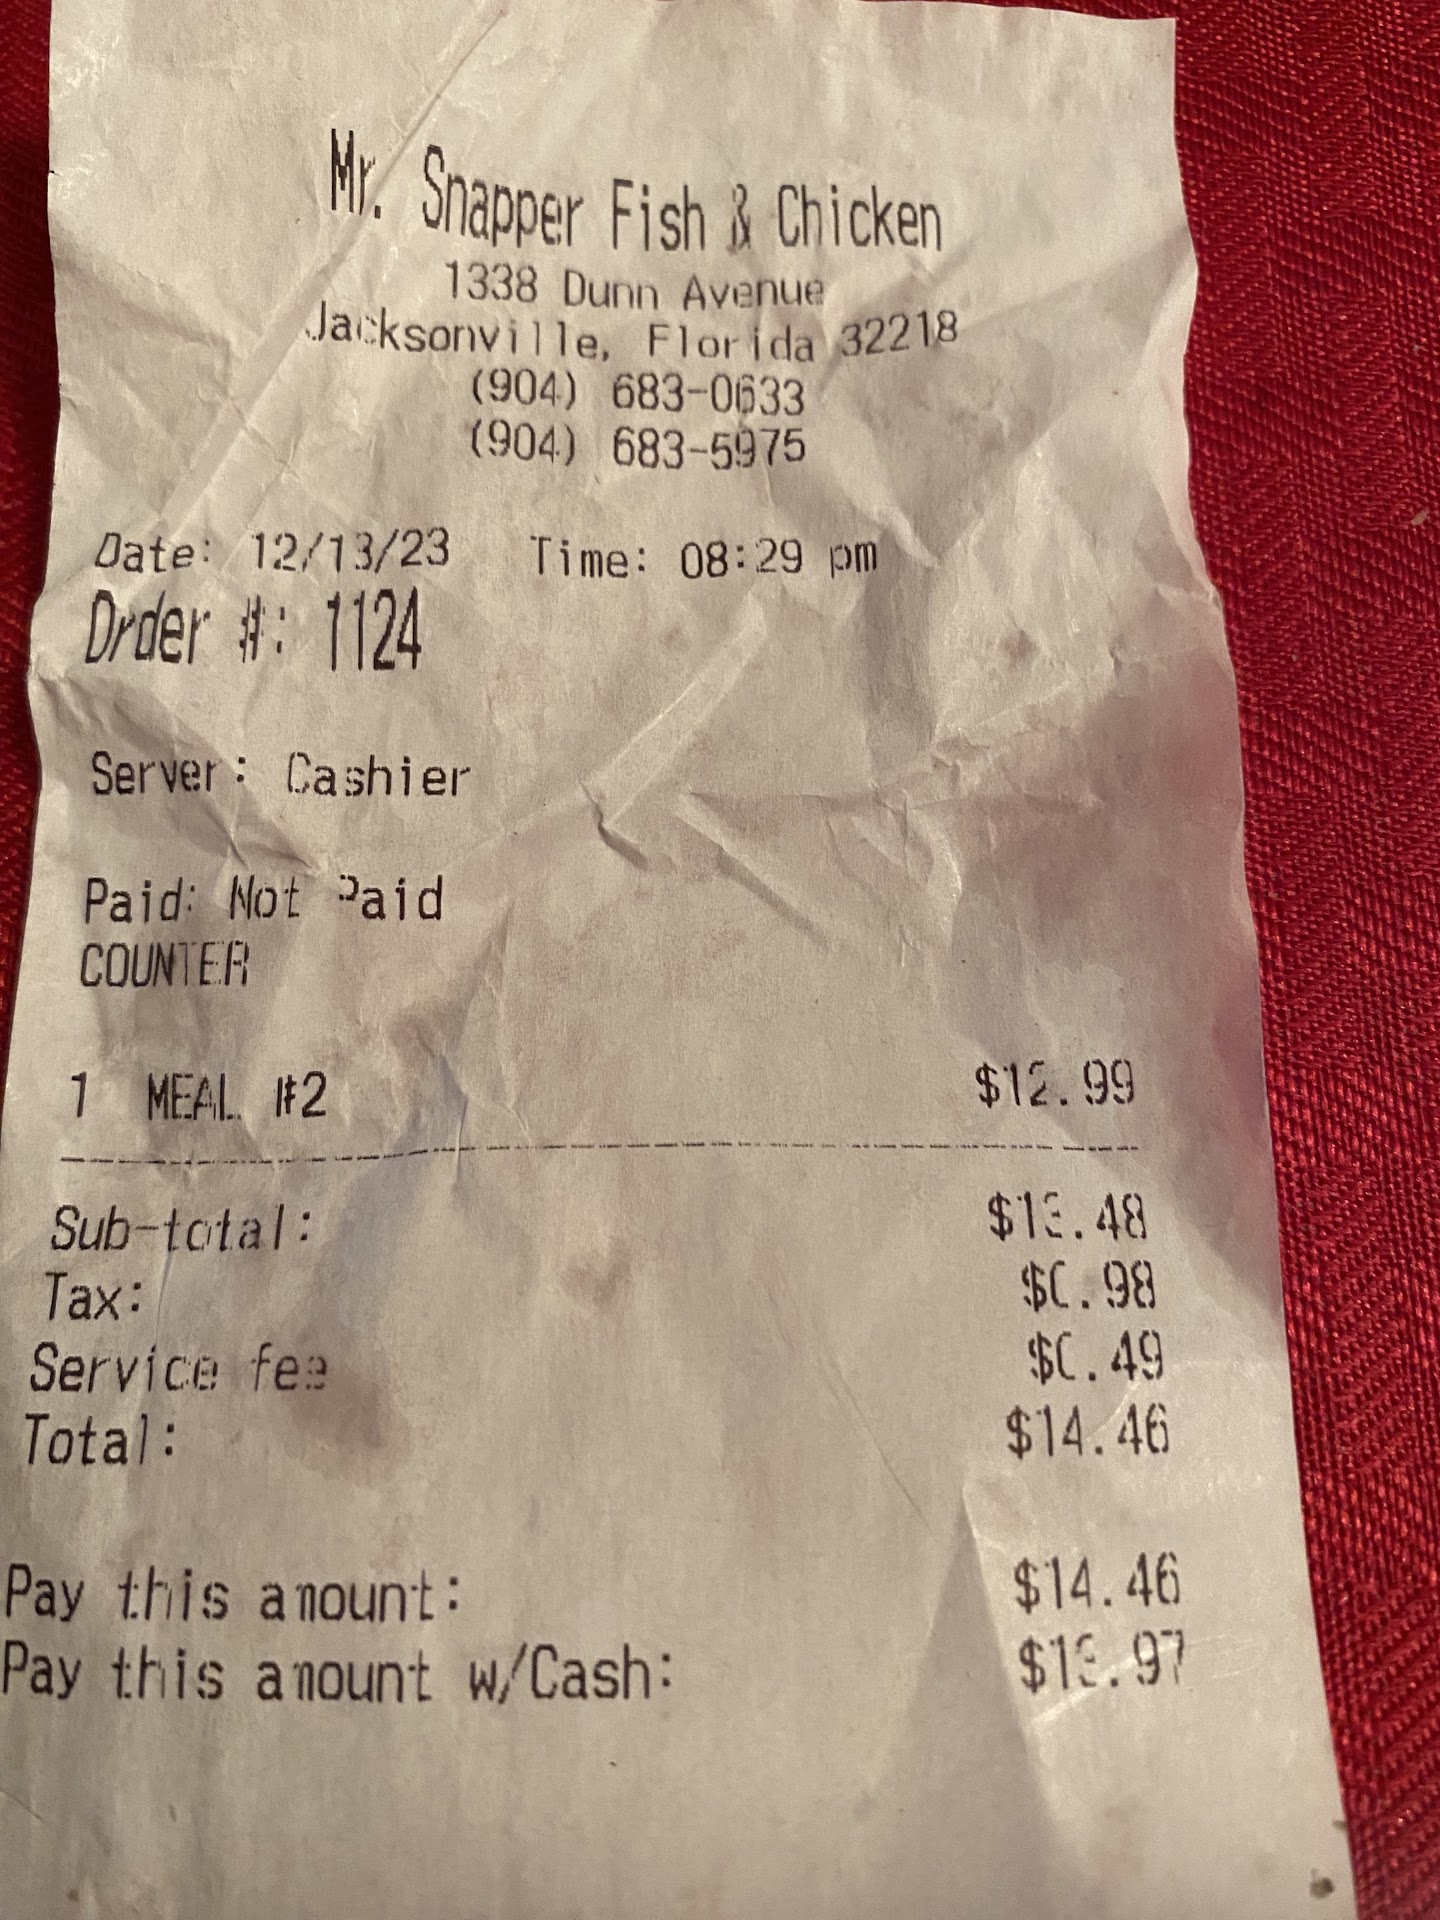 Mr. Snapper Fish & Chicken
1338 Dunn Avenue
Jacksonville, Florida 32218
(904) 683-0633
(904) 683-5975
Date: 12/13/23 Time: 08:29 pm
Order #: 1124
Server: Cashier
Paid: Not Paid
COUNTER
1 MEAL #2 $12.99
Sub-total: $13.48
Tax: $0.98
Service fee $0.49
Total: $14.46
Pay this amount: $14.46
Pay this amount w/Cash: $13.97